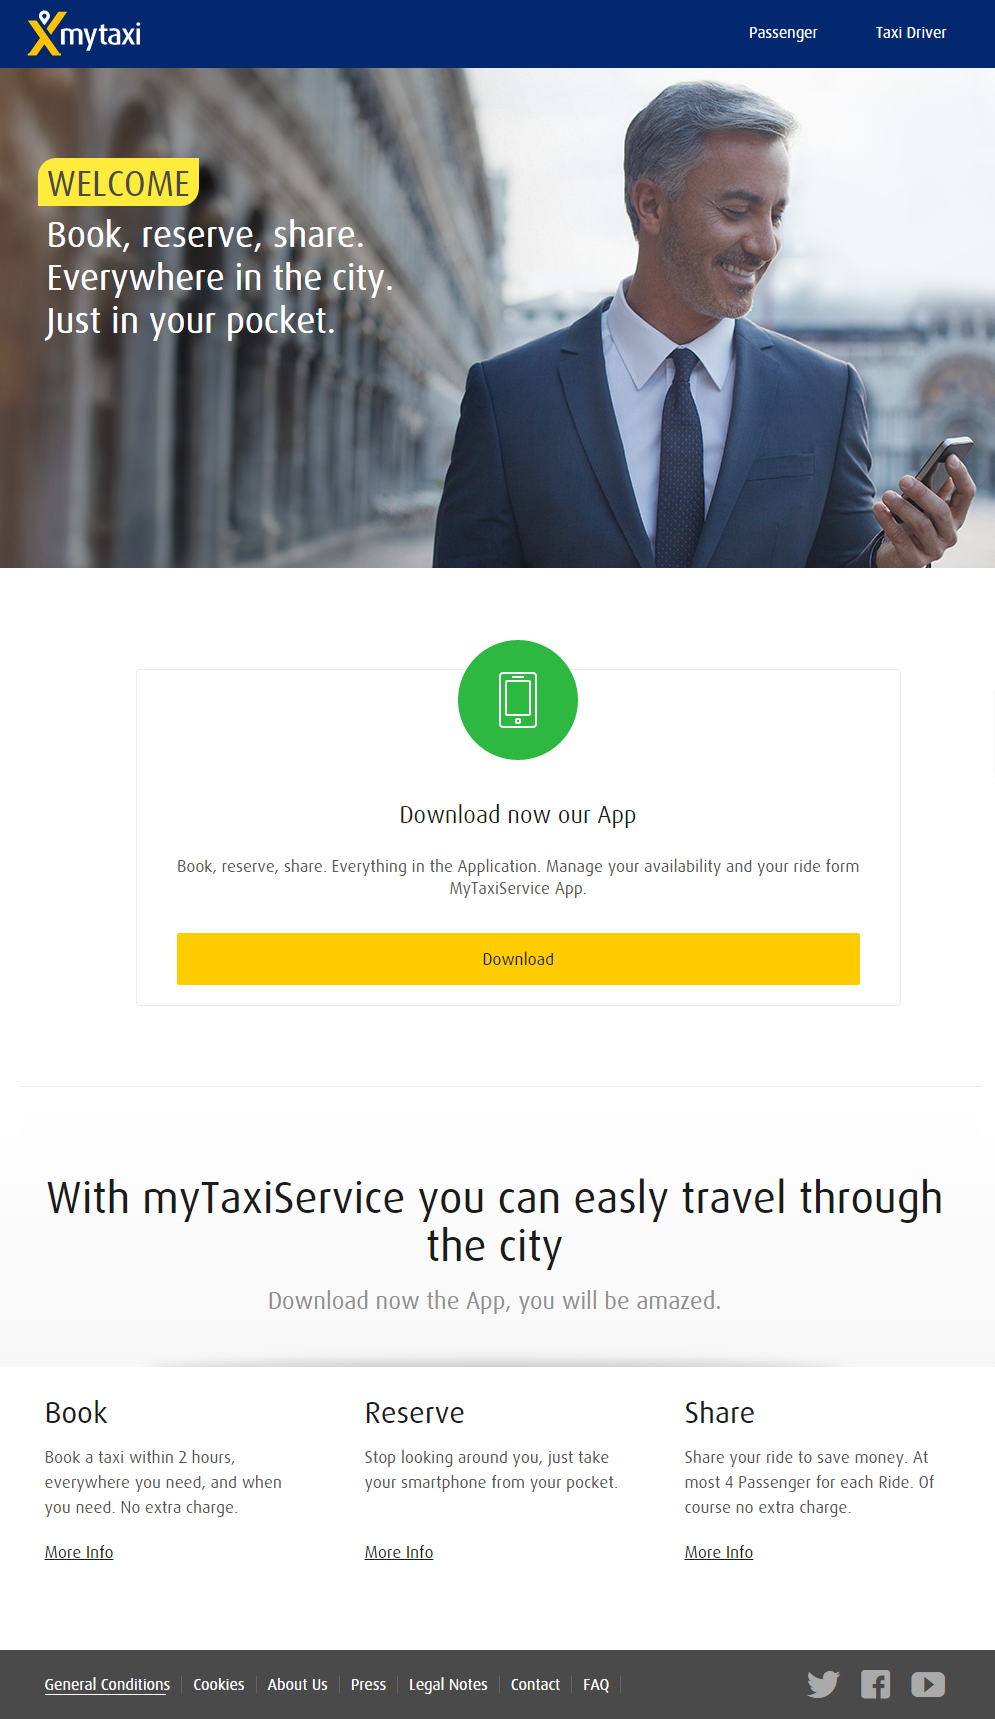 mytaxi
Passenger
Taxi Driver
WELCOME
Book, reserve, share.
Everywhere in the city.
Just in your pocket.
Download now our App
Book, reserve, share. Everything in the Application. Manage your availability and your ride form
MyTaxiService App.
Download
With myTaxiService you can easly travel through
the city
Download now the App, you will be amazed.
Book
Book a taxi within 2 hours,
everywhere you need, and when
you need. No extra charge.
More Info
Reserve
Stop looking around you, just take
your smartphone from your pocket.
More Info
Share
Share your ride to save money. At
most 4 Passenger for each Ride. Of
course no extra charge.
More Info
General Conditions
Cookies
About Us
Press
Legal Notes
Contact
FAQ